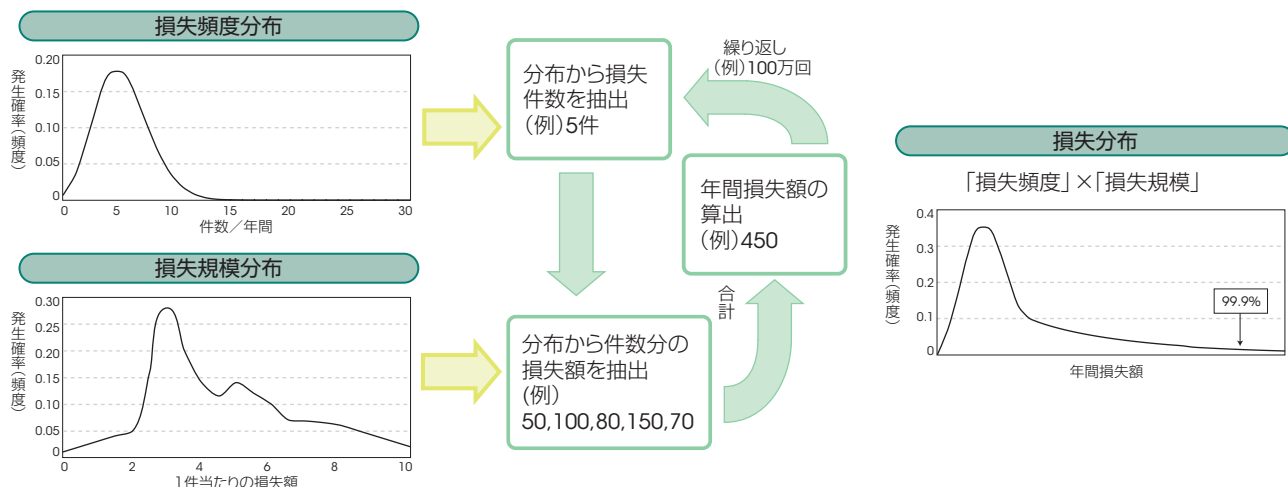 損失頻度分布
発生確率(頻度)
0.20
0.15
0.10
0.05
0
0 5 10 15 20 25 30
件数／年間
損失規模分布
発生確率(頻度)
0.30
0.25
0.20
0.15
0.10
0.05
0
0 2 4 6 8 10
1件当たりの損失額
分布から損失
件数を抽出
(例)5件
分布から件数分の
損失額を抽出
(例)
50,100,80,150,70
合計
年間損失額の
算出
(例)450
繰り返し
(例)100万回
損失分布
「損失頻度」×「損失規模」
発生確率(頻度)
0.4
0.3
0.2
0.1
0
99.9%
年間損失額